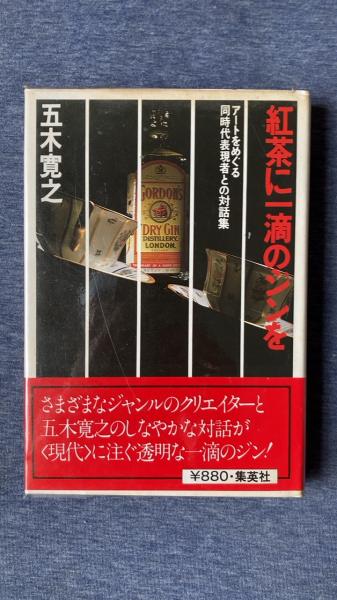 紅茶に一滴のジンを
アートをめぐる
同時代表現者との対話集
五木寛之
GORDON'S
DRY GIN
DISTILLERY,
LONDON.
さまざまなジャンルのクリエイターと
五木寛之のしなやかな対話が
〈現代〉に注ぐ透明な一滴のジン!
¥880・集英社